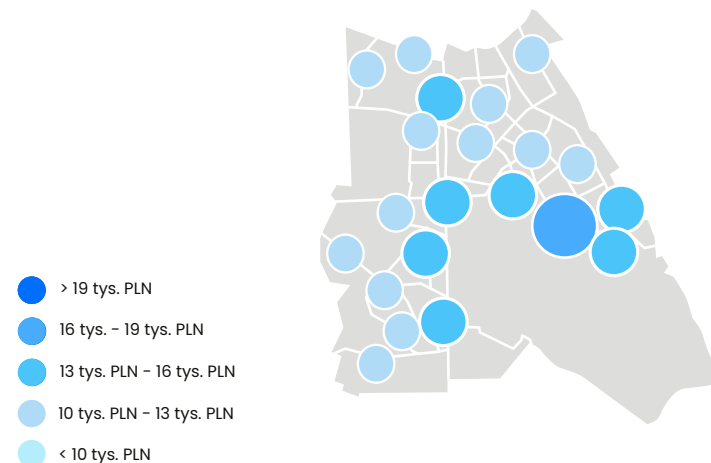 > 19 tys. PLN
16 tys. - 19 tys. PLN
13 tys. PLN - 16 tys. PLN
10 tys. PLN - 13 tys. PLN
< 10 tys. PLN